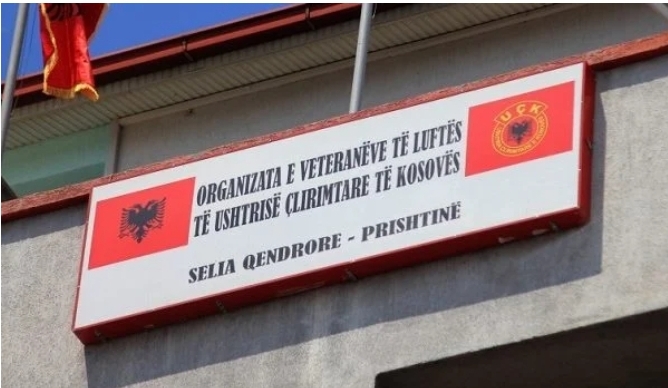 ORGANIZATA E VETERANËVE TË LUFTËS
TË USHTRISË ÇLIRIMTARE TË KOSOVËS
SELIA QENDRORE - PRISHTINË
UÇK